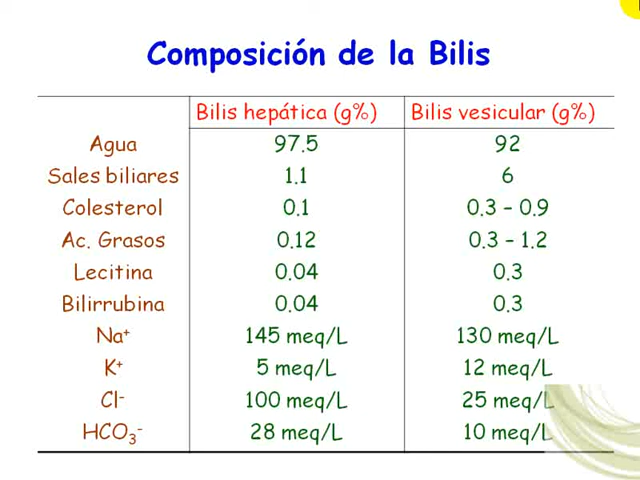 Composición de la Bilis
Bilis hepática (g%) Bilis vesicular (g%)
Agua 97.5 92
Sales biliares 1.1 6
Colesterol 0.1 0.3 – 0.9
Ac. Grasos 0.12 0.3 – 1.2
Lecitina 0.04 0.3
Bilirrubina 0.04 0.3
Na⁺ 145 meq/L 130 meq/L
K⁺ 5 meq/L 12 meq/L
Cl⁻ 100 meq/L 25 meq/L
HCO₃⁻ 28 meq/L 10 meq/L